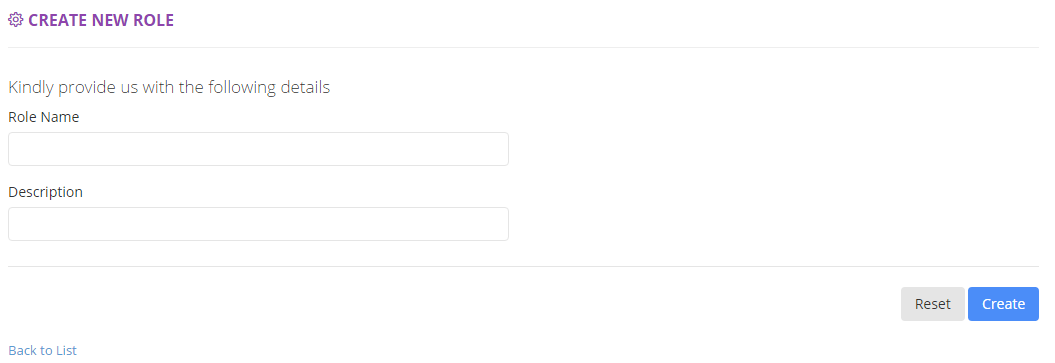 CREATE NEW ROLE
Kindly provide us with the following details
Role Name
Description
Reset Create
Back to List